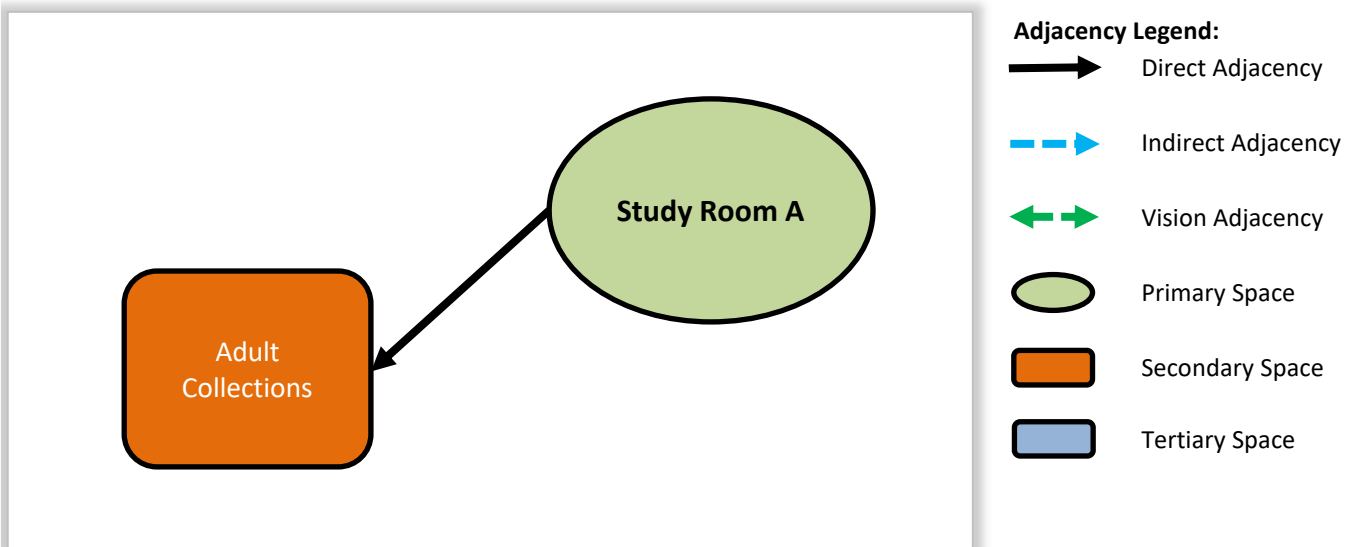 Adjacency Legend:
Direct Adjacency
Indirect Adjacency
Vision Adjacency
Primary Space
Secondary Space
Tertiary Space
Study Room A
Adult
Collections